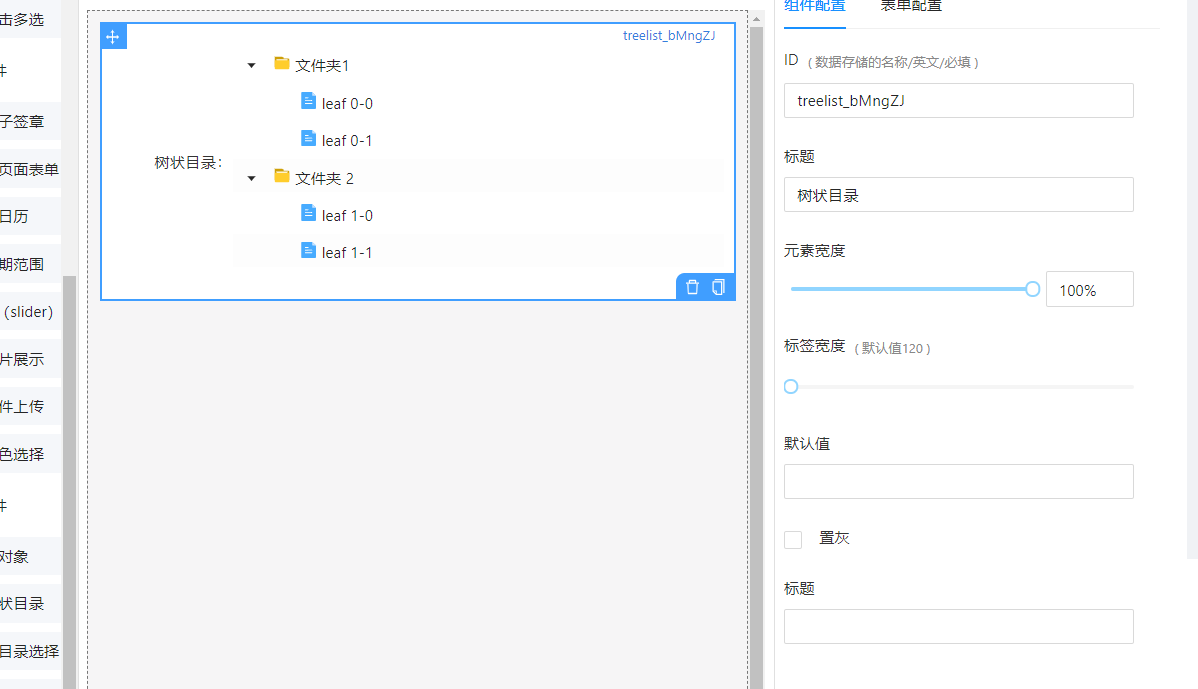 击多选
件
子签章
页面表单
日历
期范围
(slider)
片展示
件上传
色选择
件
对象
状目录
目录选择
treelist_bMngZJ
文件夹1
leaf 0-0
leaf 0-1
树状目录:
文件夹 2
leaf 1-0
leaf 1-1
组件配置 表单配置
ID (数据存储的名称/英文/必填)
treelist_bMngZJ
标题
树状目录
元素宽度
100%
标签宽度 (默认值120)
默认值
置灰
标题